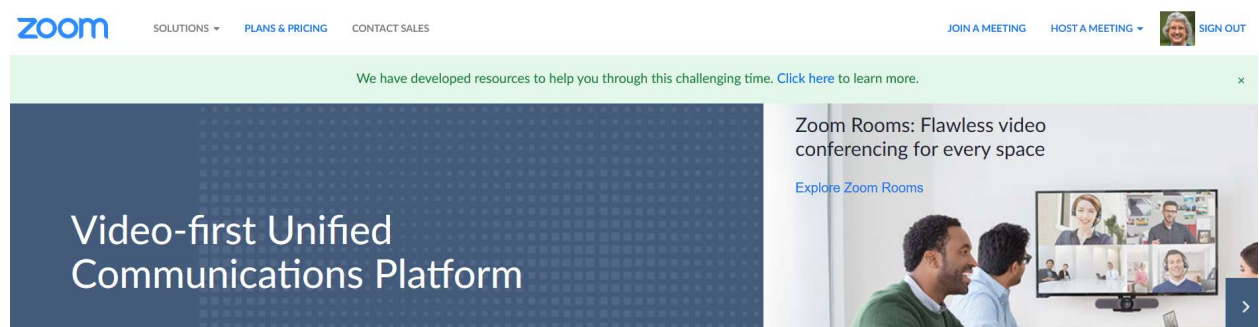 zoom
SOLUTIONS
PLANS & PRICING
CONTACT SALES
JOIN A MEETING
HOST A MEETING
SIGN OUT
We have developed resources to help you through this challenging time. Click here to learn more.
×
Zoom Rooms: Flawless video
conferencing for every space
Explore Zoom Rooms
Video-first Unified
Communications Platform